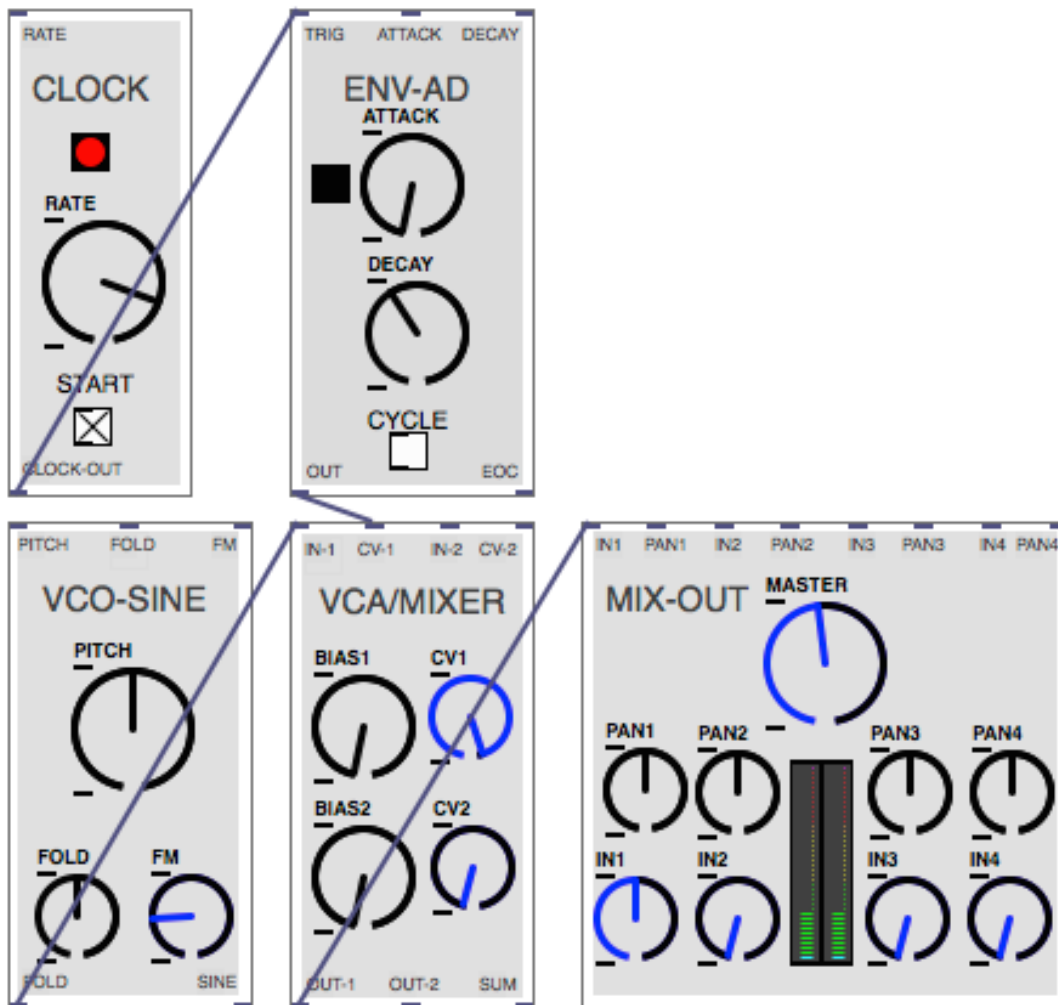 RATE
CLOCK
RATE
START
CLOCK-OUT
TRIG ATTACK DECAY
ENV-AD
ATTACK
DECAY
CYCLE
OUT EOC
PITCH FOLD FM
VCO-SINE
PITCH
FOLD FM
FOLD SINE
IN-1 CV-1 IN-2 CV-2
VCA/MIXER
BIAS1 CV1
BIAS2 CV2
OUT-1 OUT-2 SUM
IN1 PAN1 IN2 PAN2 IN3 PAN3 IN4 PAN4
MIX-OUT MASTER
PAN1 PAN2 PAN3 PAN4
IN1 IN2 IN3 IN4